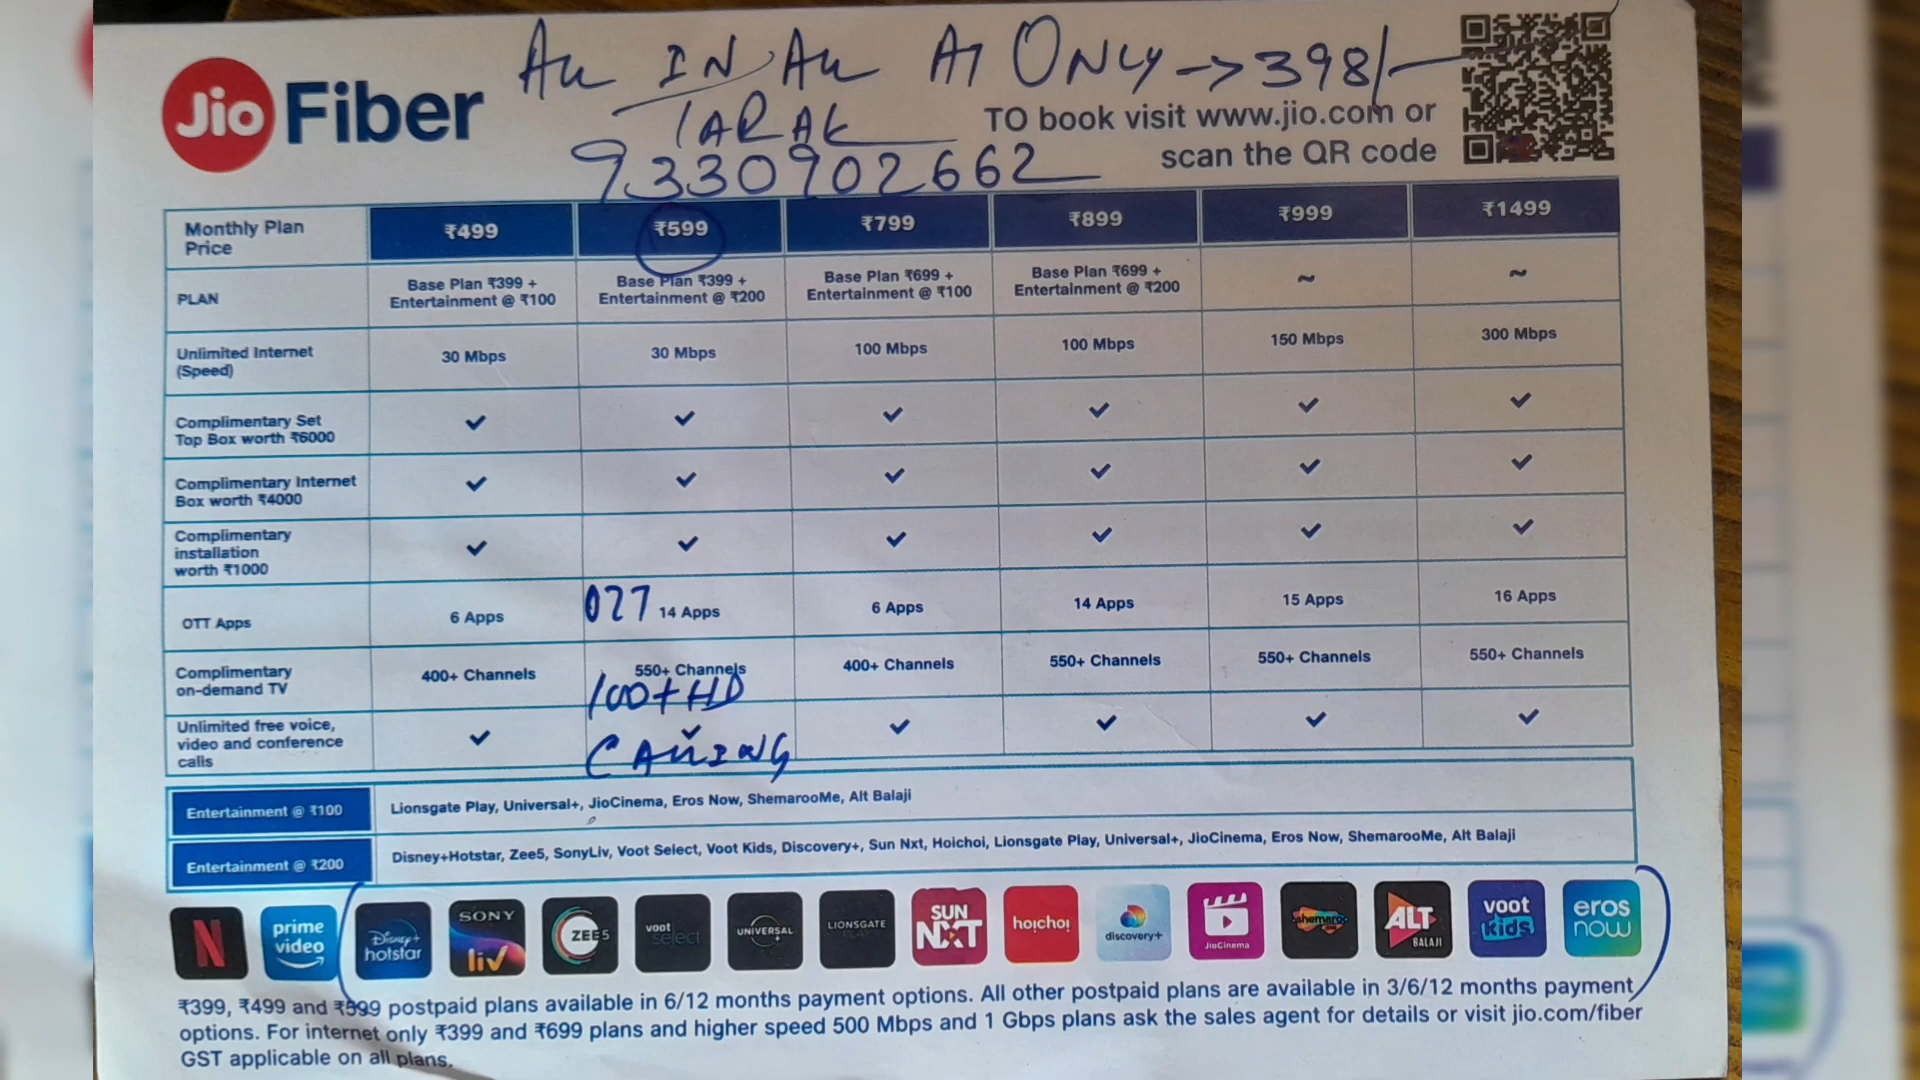 Jio Fiber
All IN All At ONLY → 398/-
TARAK
9330902662
TO book visit www.jio.com or
scan the QR code
Monthly Plan Price ₹499 ₹599 ₹799 ₹899 ₹999 ₹1499
PLAN Base Plan ₹399 + Entertainment @ ₹100 Base Plan ₹399 + Entertainment @ ₹200 Base Plan ₹699 + Entertainment @ ₹100 Base Plan ₹699 + Entertainment @ ₹200 ~ ~
Unlimited Internet (Speed) 30 Mbps 30 Mbps 100 Mbps 100 Mbps 150 Mbps 300 Mbps
Complimentary Set Top Box worth ₹6000 ✓ ✓ ✓ ✓ ✓ ✓
Complimentary Internet Box worth ₹4000 ✓ ✓ ✓ ✓ ✓ ✓
Complimentary installation worth ₹1000 ✓ ✓ ✓ ✓ ✓ ✓
OTT Apps 6 Apps OTT 14 Apps 6 Apps 14 Apps 15 Apps 16 Apps
Complimentary on-demand TV 400+ Channels 550+ Channels 400+ Channels 550+ Channels 550+ Channels 550+ Channels
100+HD
Unlimited free voice, video and conference calls ✓ ✓ ✓ ✓ ✓ ✓
CALLING
Entertainment @ ₹100 Lionsgate Play, Universal+, JioCinema, Eros Now, ShemarooMe, Alt Balaji
Entertainment @ ₹200 Disney+Hotstar, Zee5, SonyLiv, Voot Select, Voot Kids, Discovery+, Sun Nxt, Hoichoi, Lionsgate Play, Universal+, JioCinema, Eros Now, ShemarooMe, Alt Balaji
N prime video Disney+ hotstar SONY liv ZEE5 voot select UNIVERSAL+ LIONSGATE SUN NXT hoichoi discovery+ JioCinema shemaroo ALT BALAJI voot kids eros now
₹399, ₹499 and ₹599 postpaid plans available in 6/12 months payment options. All other postpaid plans are available in 3/6/12 months payment
options. For internet only ₹399 and ₹699 plans and higher speed 500 Mbps and 1 Gbps plans ask the sales agent for details or visit jio.com/fiber
GST applicable on all plans.